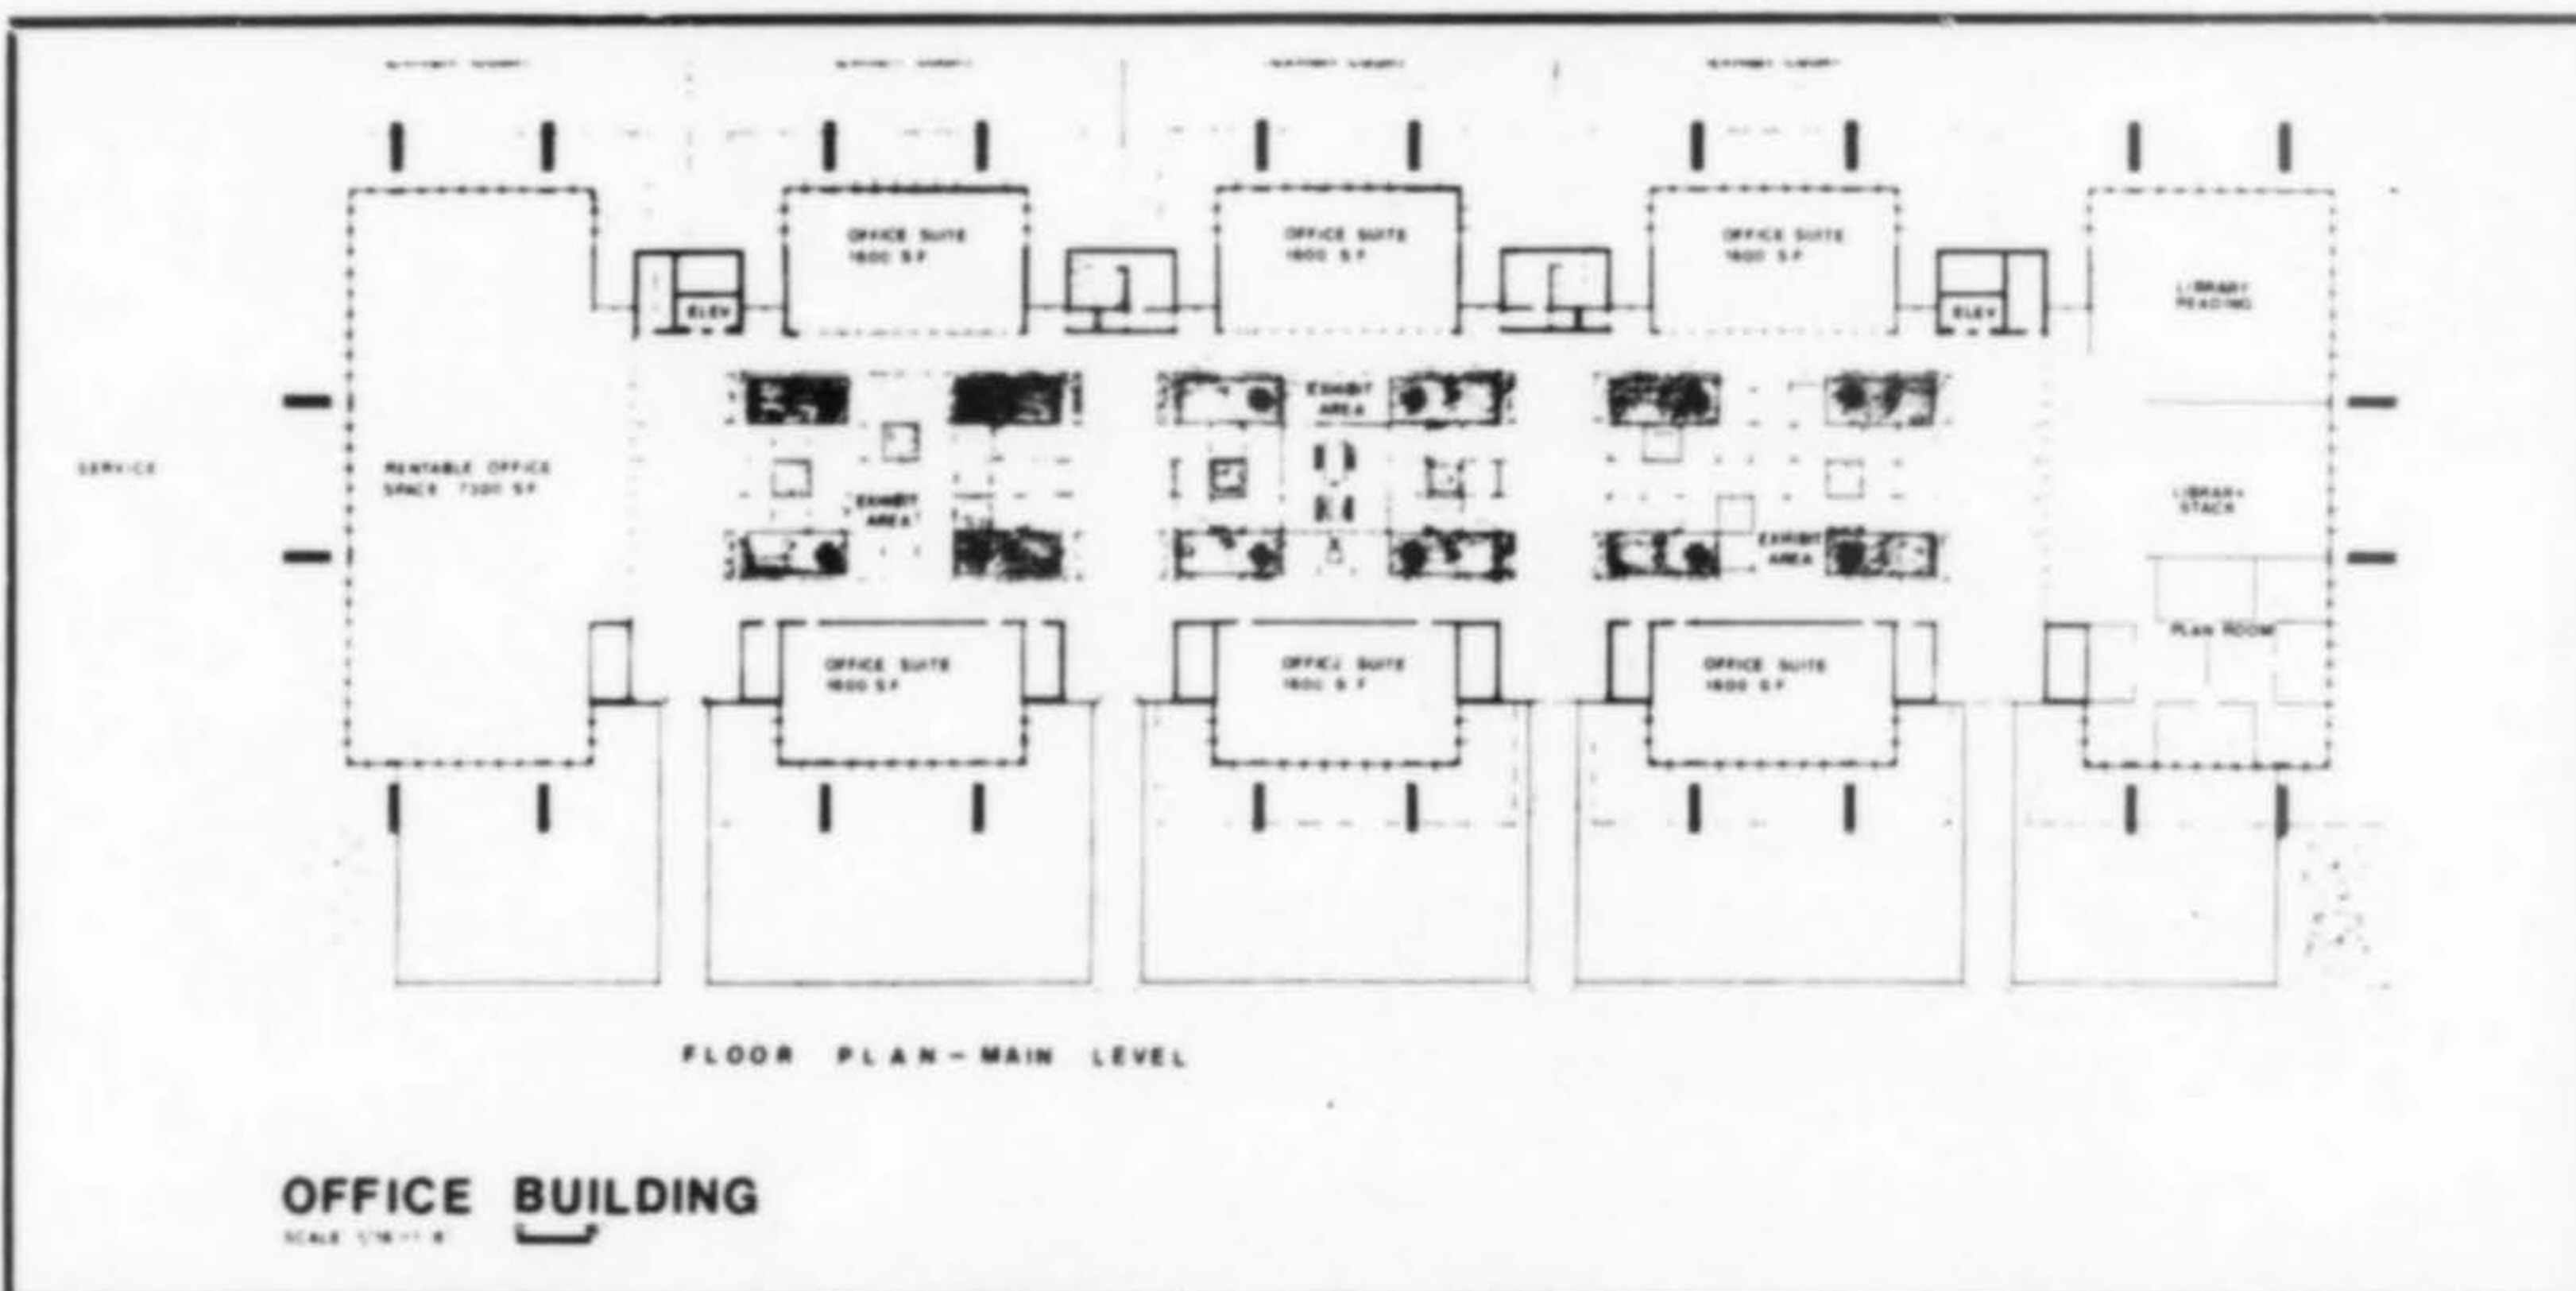 OFFICE SUITE
1600 S F
OFFICE SUITE
1600 S F
OFFICE SUITE
1600 S F
ELEV
ELEV
LIBRARY
READING
EXHIBIT
AREA
SERVICE
RENTABLE OFFICE
SPACE
EXHIBIT
AREA
LIBRARY
STACK
EXHIBIT
AREA
PLAN ROOM
OFFICE SUITE
1600 S F
OFFICE SUITE
1600 S F
OFFICE SUITE
1600 S F
FLOOR PLAN-MAIN LEVEL
OFFICE BUILDING
SCALE